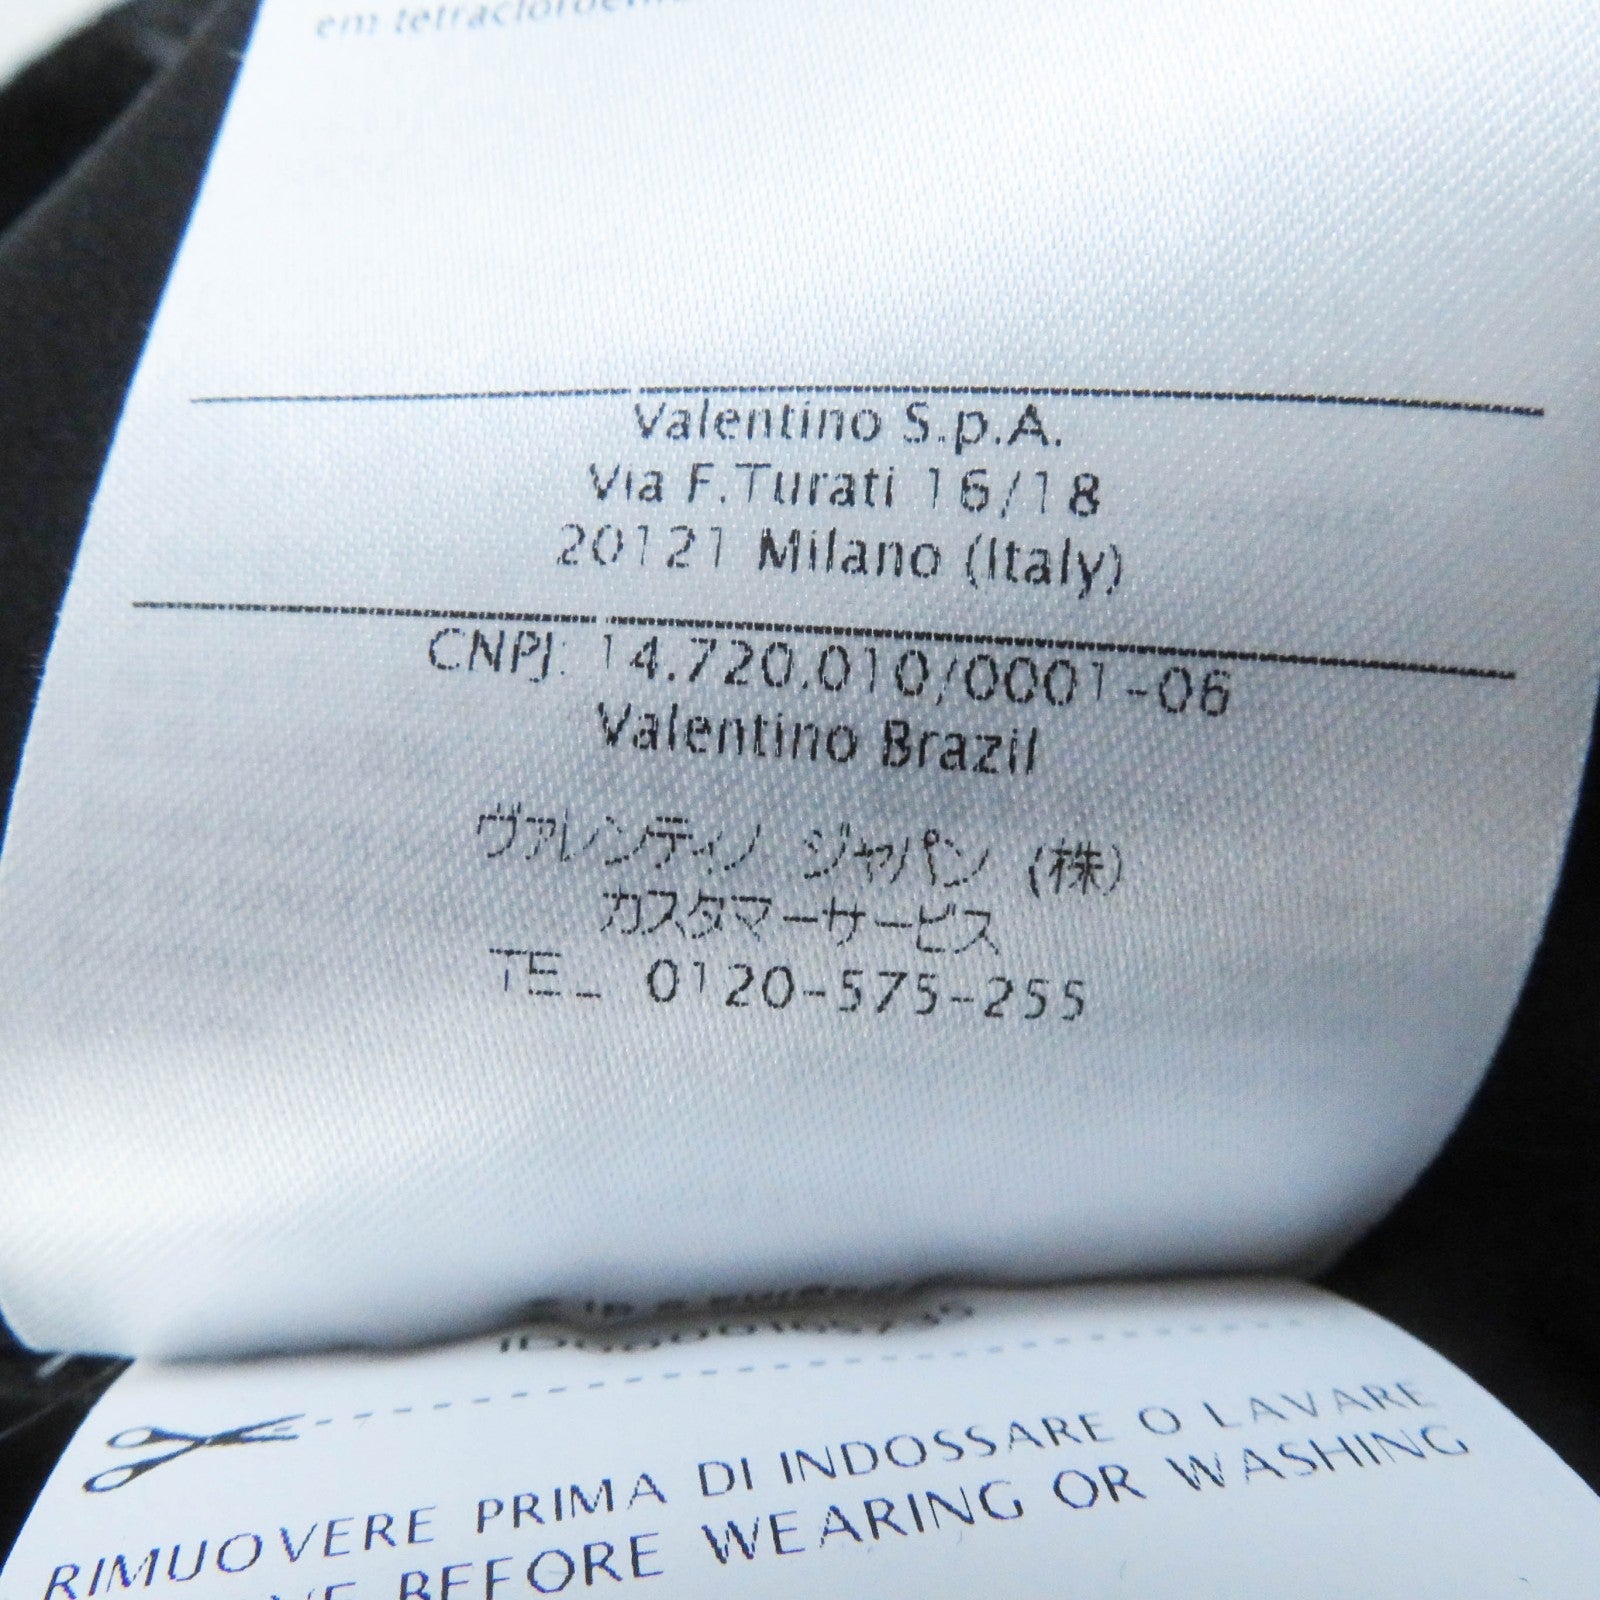 em
Valentino S.p.A.
Via F.Turati 16/18
20121 Milano (Italy)
CNPJ: 14.720.010/0001-06
Valentino Brazil
ヴァレンティノ ジャパン (株)
カスタマーサービス
TEL 0120-575-255
RIMUOVERE PRIMA DI INDOSSARE O LAVARE
BEFORE WEARING OR WASHING